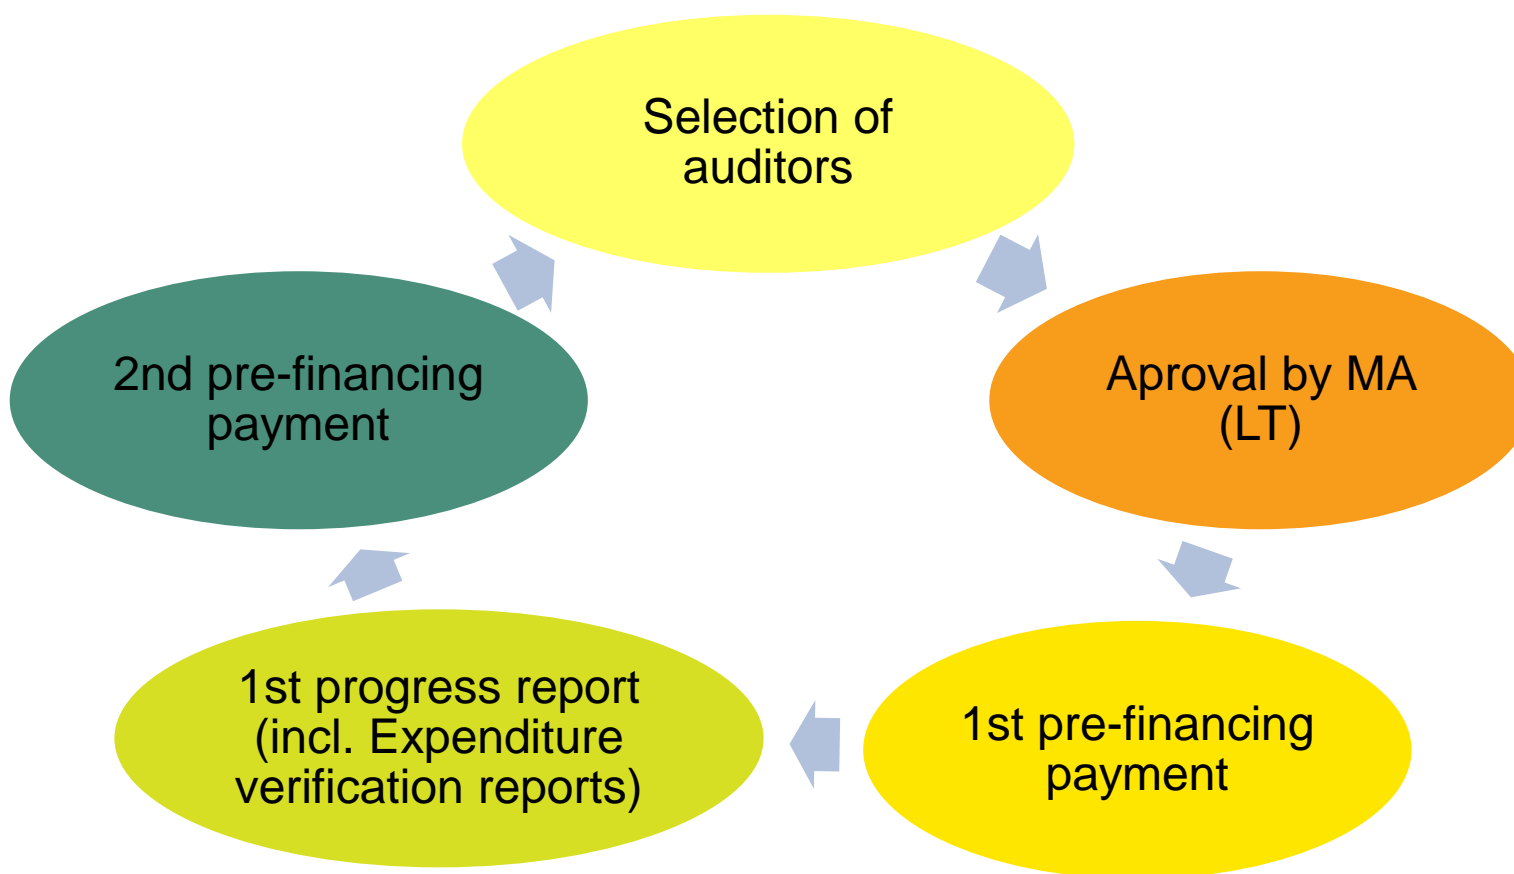 Selection of
auditors
Aproval by MA
(LT)
1st pre-financing
payment
1st progress report
(incl. Expenditure
verification reports)
2nd pre-financing
payment